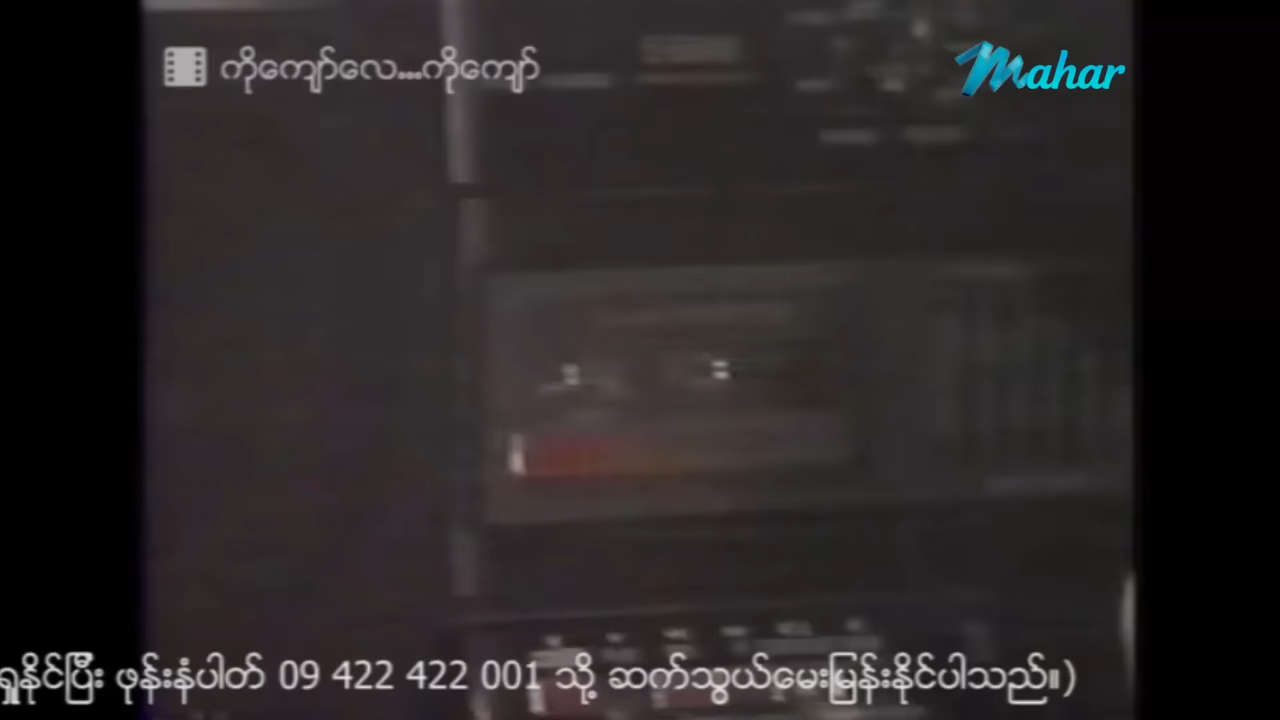 ကိုကျော်လေ...ကိုကျော်
Mahar
ရှုနိုင်ပြီး ဖုန်းနံပါတ် 09 422 422 001 သို့ ဆက်သွယ်မေးမြန်းနိုင်ပါသည်။)